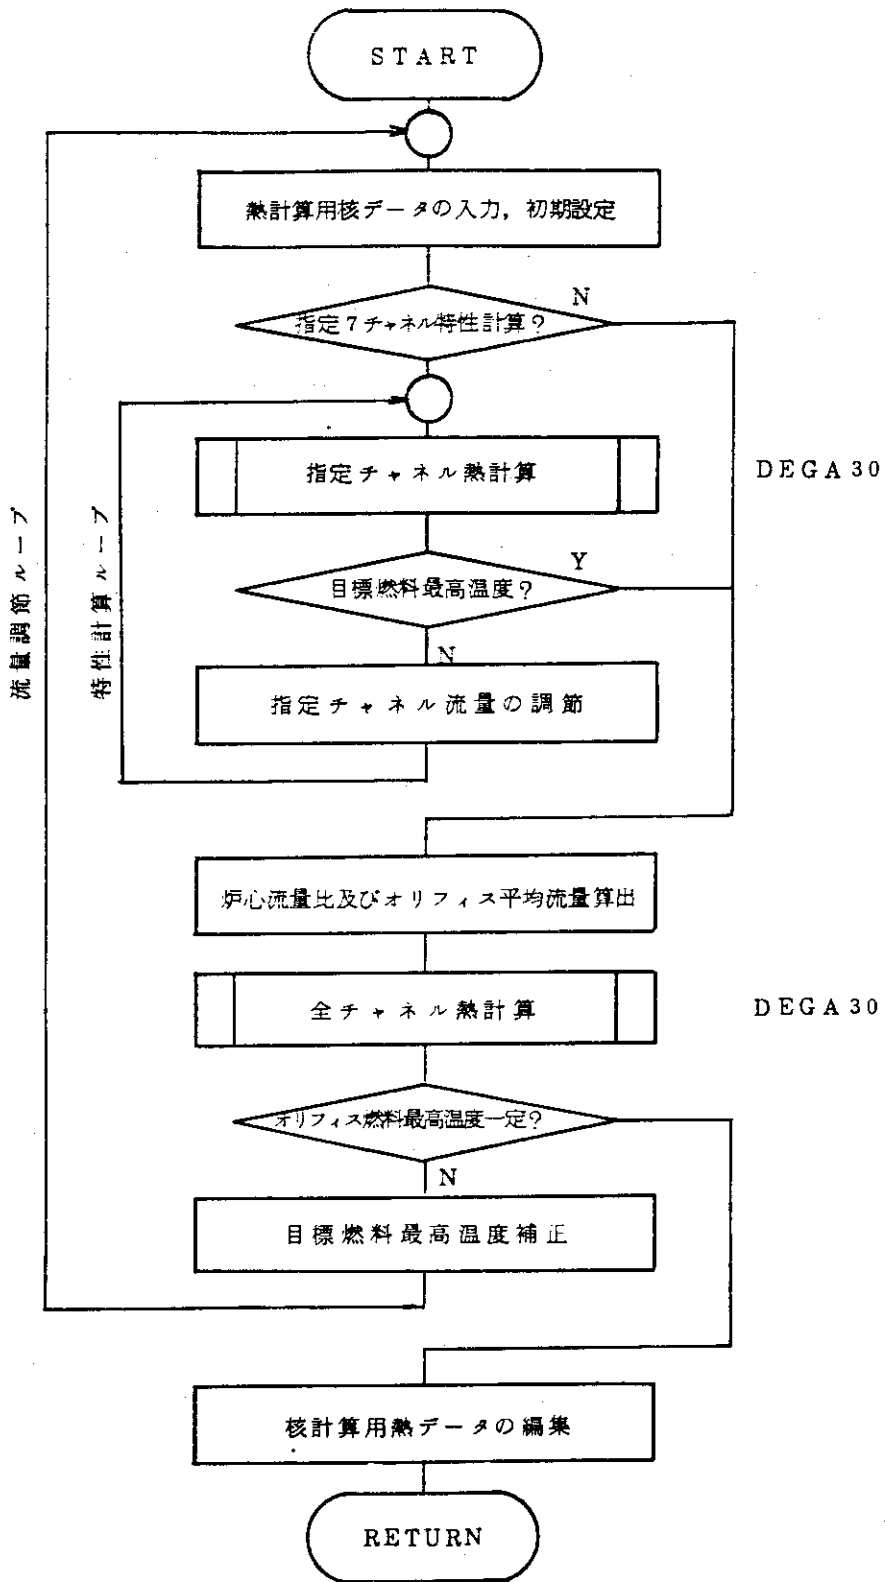 START
熱計算用核データの入力，初期設定
N
指定7チャネル特性計算？
指定チャネル熱計算
DEGA30
Y
目標燃料最高温度？
N
指定チャネル流量の調節
流量調節ループ
特性計算ループ
炉心流量比及びオリフィス平均流量算出
全チャネル熱計算
DEGA30
オリフィス燃料最高温度一定？
N
目標燃料最高温度補正
核計算用熱データの編集
RETURN